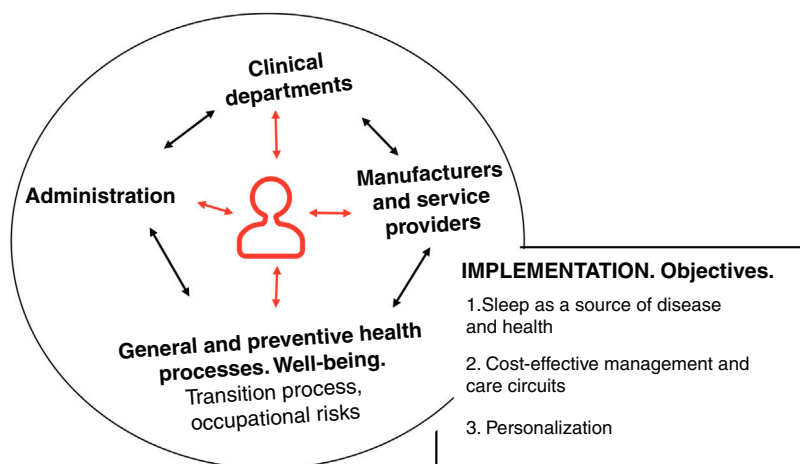 Clinical
departments
Administration
Manufacturers
and service
providers
General and preventive health
processes. Well-being.
Transition process,
occupational risks
IMPLEMENTATION. Objectives.
1.Sleep as a source of disease
and health
2. Cost-effective management and
care circuits
3. Personalization